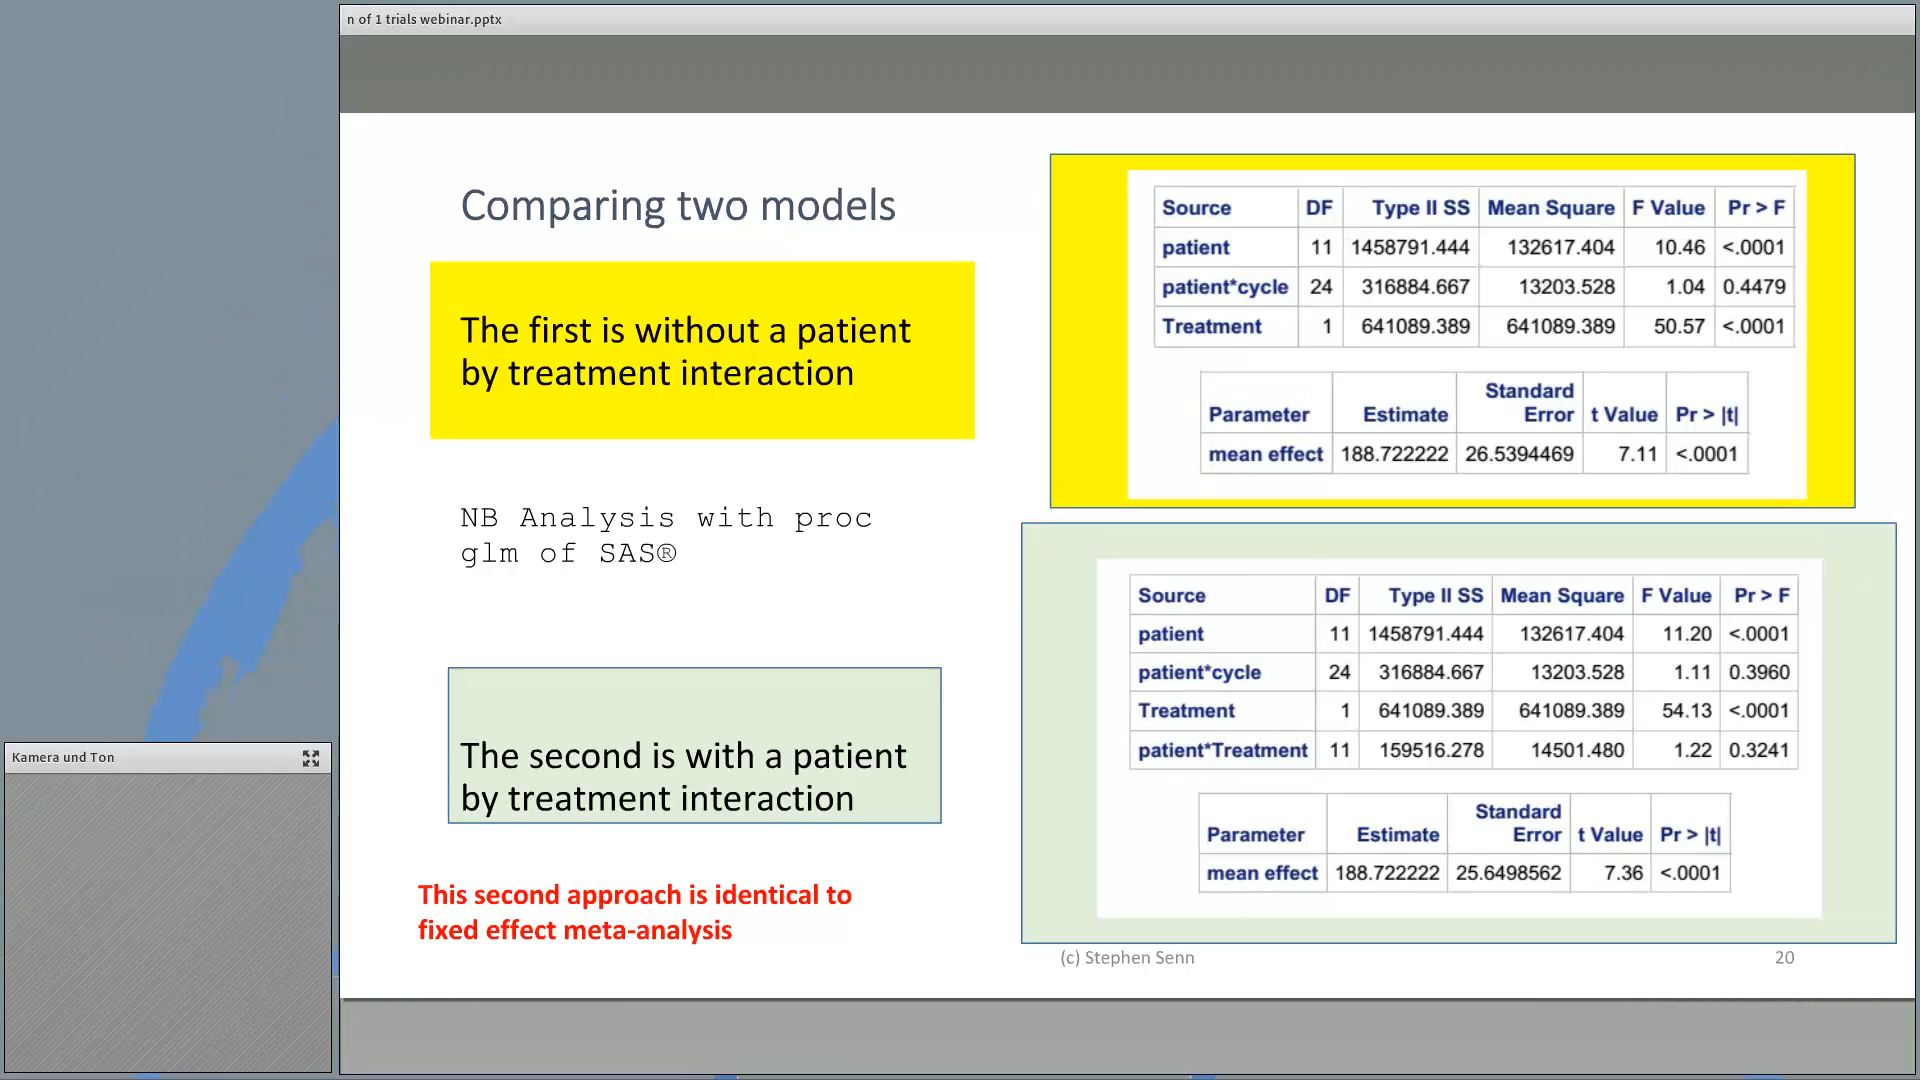 n of 1 trials webinar.pptx
Comparing two models
The first is without a patient
by treatment interaction
NB Analysis with proc
glm of SAS®
The second is with a patient
by treatment interaction
This second approach is identical to
fixed effect meta-analysis
Source DF Type II SS Mean Square F Value Pr > F
patient 11 1458791.444 132617.404 10.46 <.0001
patient*cycle 24 316884.667 13203.528 1.04 0.4479
Treatment 1 641089.389 641089.389 50.57 <.0001
Parameter Estimate Standard Error t Value Pr > |t|
mean effect 188.722222 26.5394469 7.11 <.0001
Source DF Type II SS Mean Square F Value Pr > F
patient 11 1458791.444 132617.404 11.20 <.0001
patient*cycle 24 316884.667 13203.528 1.11 0.3960
Treatment 1 641089.389 641089.389 54.13 <.0001
patient*Treatment 11 159516.278 14501.480 1.22 0.3241
Parameter Estimate Standard Error t Value Pr > |t|
mean effect 188.722222 25.6498562 7.36 <.0001
(c) Stephen Senn
20
Kamera und Ton